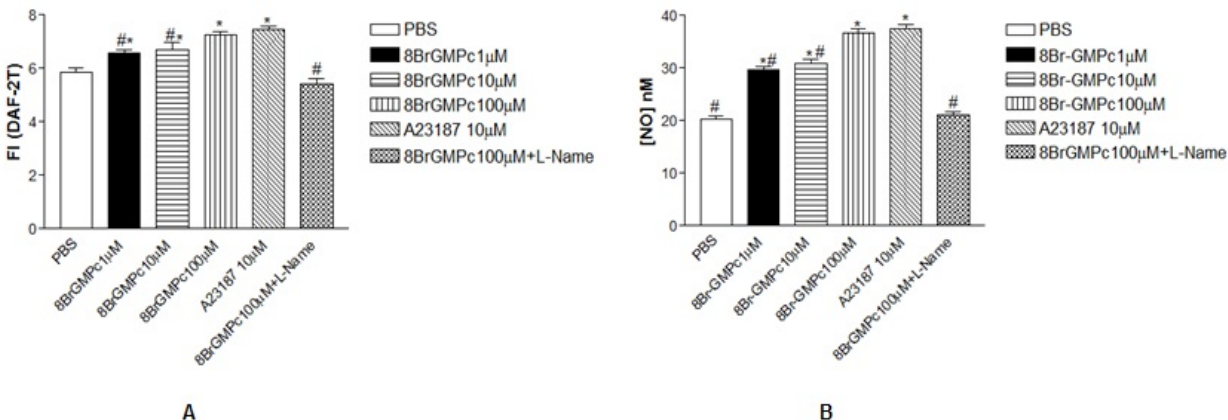 FI (DAF-2T)
8
6
4
2
0
#*
#*
*
*
#
PBS
8BrGMPc1μM
8BrGMPc10μM
8BrGMPc100μM
A23187 10μM
8BrGMPc100μM+L-Name
PBS
8BrGMPc1μM
8BrGMPc10μM
8BrGMPc100μM
A23187 10μM
8BrGMPc100μM+L-Name
A
[NO] nM
40
30
20
10
0
#
*#
*#
*
*
#
PBS
8Br-GMPc1μM
8Br-GMPc10μM
8Br-GMPc100μM
A23187 10μM
8BrGMPc100μM+L-Name
PBS
8Br-GMPc1μM
8Br-GMPc10μM
8Br-GMPc100μM
A23187 10μM
8BrGMPc100μM+L-Name
B